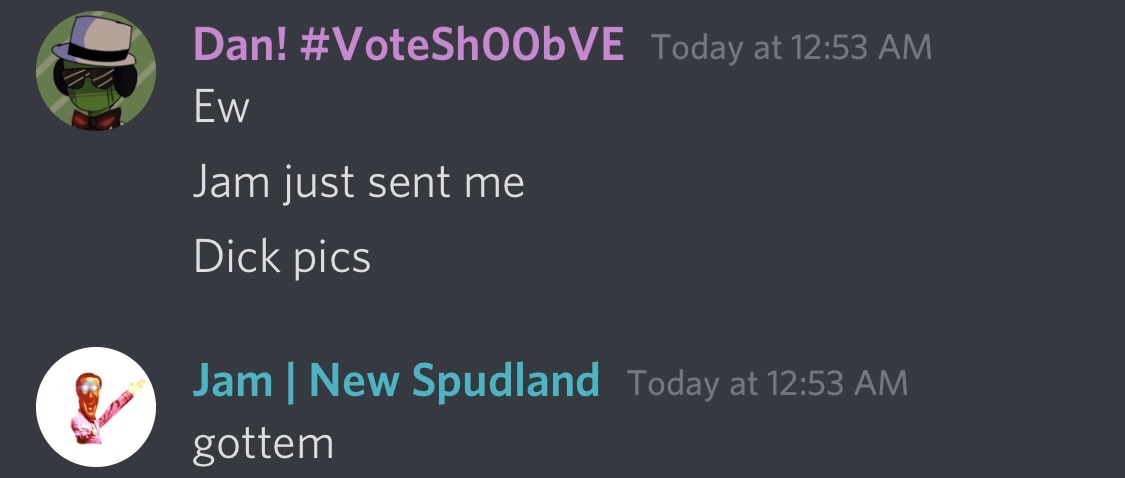 Dan! #VoteSh00bVE Today at 12:53 AM
Ew
Jam just sent me
Dick pics
Jam | New Spudland Today at 12:53 AM
gottem